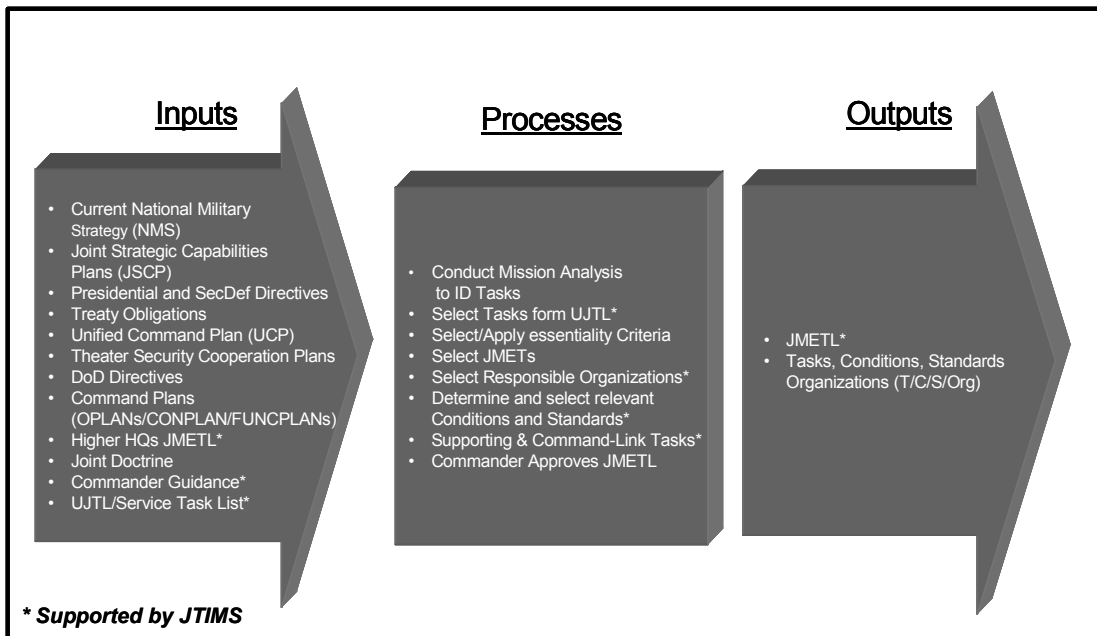 Inputs
• Current National Military
Strategy (NMS)
• Joint Strategic Capabilities
Plans (JSCP)
• Presidential and SecDef Directives
• Treaty Obligations
• Unified Command Plan (UCP)
• Theater Security Cooperation Plans
• DoD Directives
• Command Plans
(OPLANs/CONPLAN/FUNCPLANs)
• Higher HQs JMETL*
• Joint Doctrine
• Commander Guidance*
• UJTL/Service Task List*
Processes
• Conduct Mission Analysis
to ID Tasks
• Select Tasks form UJTL*
• Select/Apply essentiality Criteria
• Select JMETs
• Select Responsible Organizations*
• Determine and select relevant
Conditions and Standards*
• Supporting & Command-Link Tasks*
• Commander Approves JMETL
Outputs
• JMETL*
• Tasks, Conditions, Standards
Organizations (T/C/S/Org)
* Supported by JTIMS